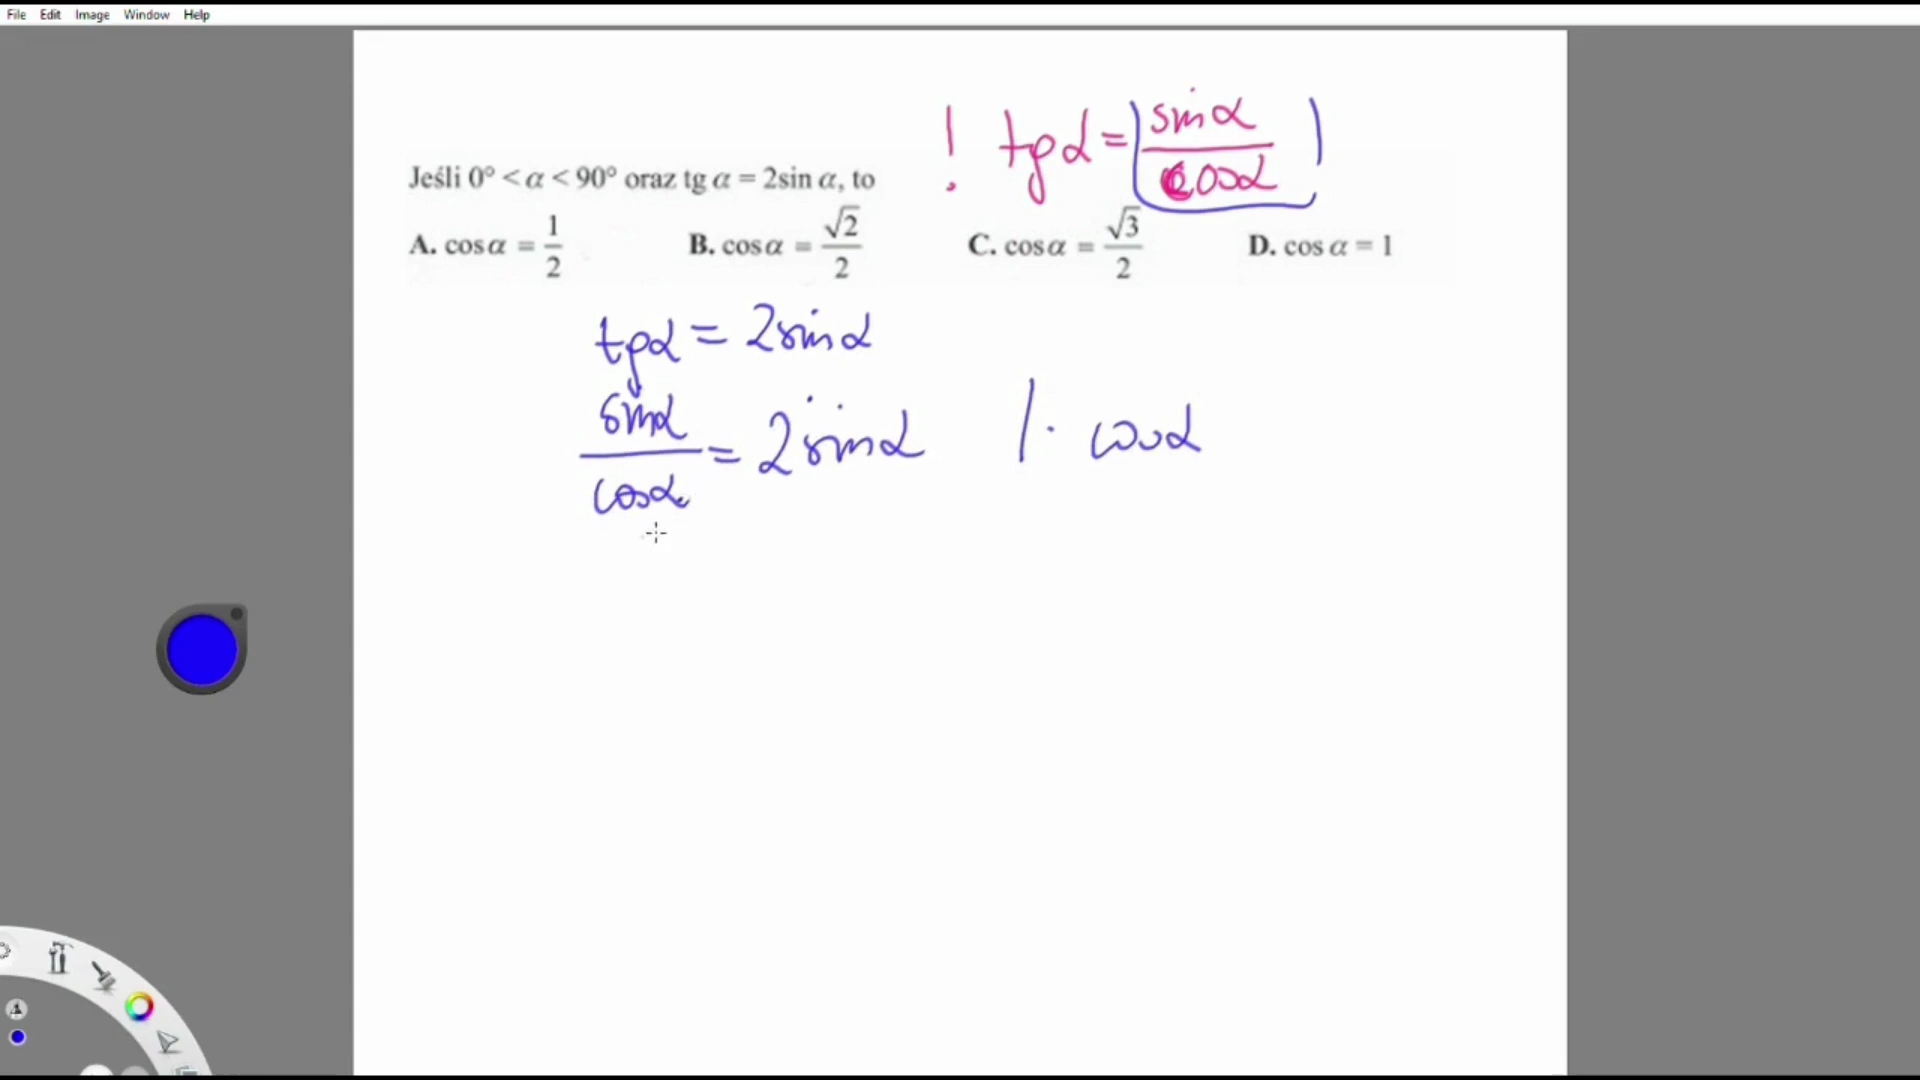 File Edit Image Window Help
! tgα = sinα / cosα
Jeśli 0° < α < 90° oraz tg α = 2sin α, to
A. cosα = 1/2 B. cosα = √2/2 C. cosα = √3/2 D. cos α = 1
tgα = 2sinα
sinα / cosα = 2sinα | · cosα